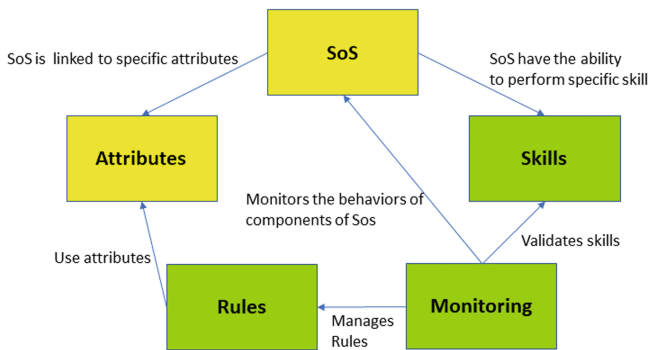 SoS
SoS is linked to specific attributes
SoS have the ability
to perform specific skill
Attributes
Skills
Monitors the behaviors of
components of Sos
Validates skills
Use attributes
Rules
Monitoring
Manages
Rules